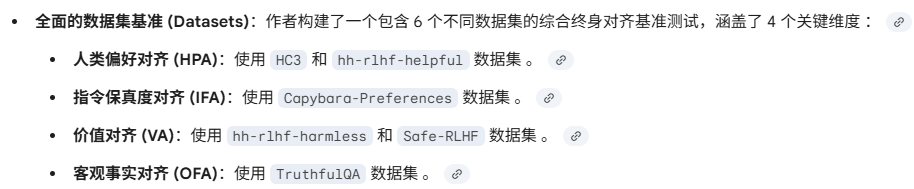 • 全面的数据集基准 (Datasets)：作者构建了一个包含 6 个不同数据集的综合终身对齐基准测试，涵盖了 4 个关键维度：
• 人类偏好对齐 (HPA)：使用 HC3 和 hh-rlhf-helpful 数据集 。
• 指令保真度对齐 (IFA)：使用 Capybara-Preferences 数据集 。
• 价值对齐 (VA)：使用 hh-rlhf-harmless 和 Safe-RLHF 数据集 。
• 客观事实对齐 (OFA)：使用 TruthfulQA 数据集 。